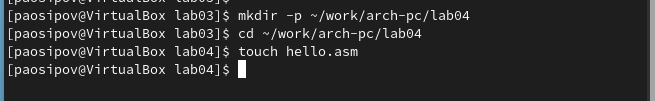 [paosipov@VirtualBox lab03]$ mkdir -p ~/work/arch-pc/lab04
[paosipov@VirtualBox lab03]$ cd ~/work/arch-pc/lab04
[paosipov@VirtualBox lab04]$ touch hello.asm
[paosipov@VirtualBox lab04]$